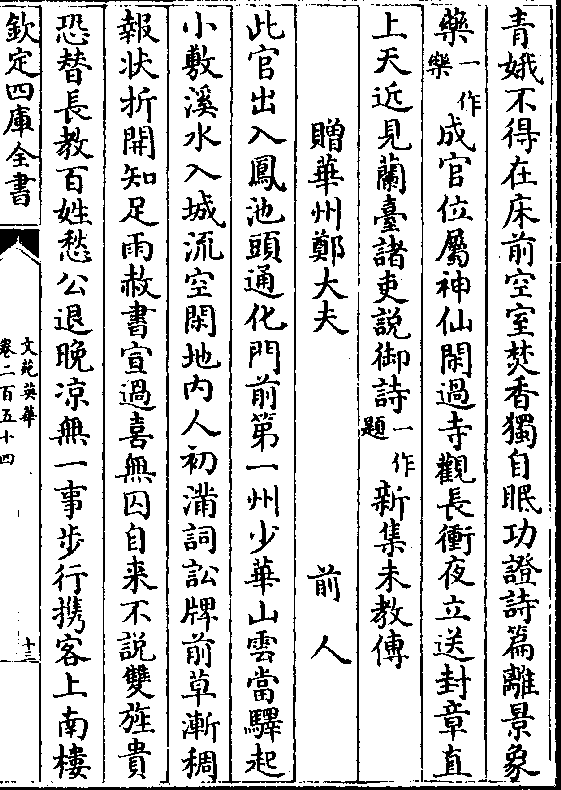 青娥不得在床前空室焚香獨自眠功證詩篇離景象
藥一作樂成官位屬神仙閑過寺觀長衝夜立送封章直
上天近見蘭臺諸吏說御詩一作題新集未教傳
贈華州鄭大夫 前人
此官出入鳳池頭通化門前第一州少華山雲當驛起
小敷溪水入城流空閑地內人初滿詞訟牌前草漸稠
報狀折開知足雨赦書宣過喜無囚自來不說雙旌貴
恐替長教百姓愁公退晚凉無一事步行携客上南樓
欽定四庫全書
文苑英華
卷二百五十四
十三